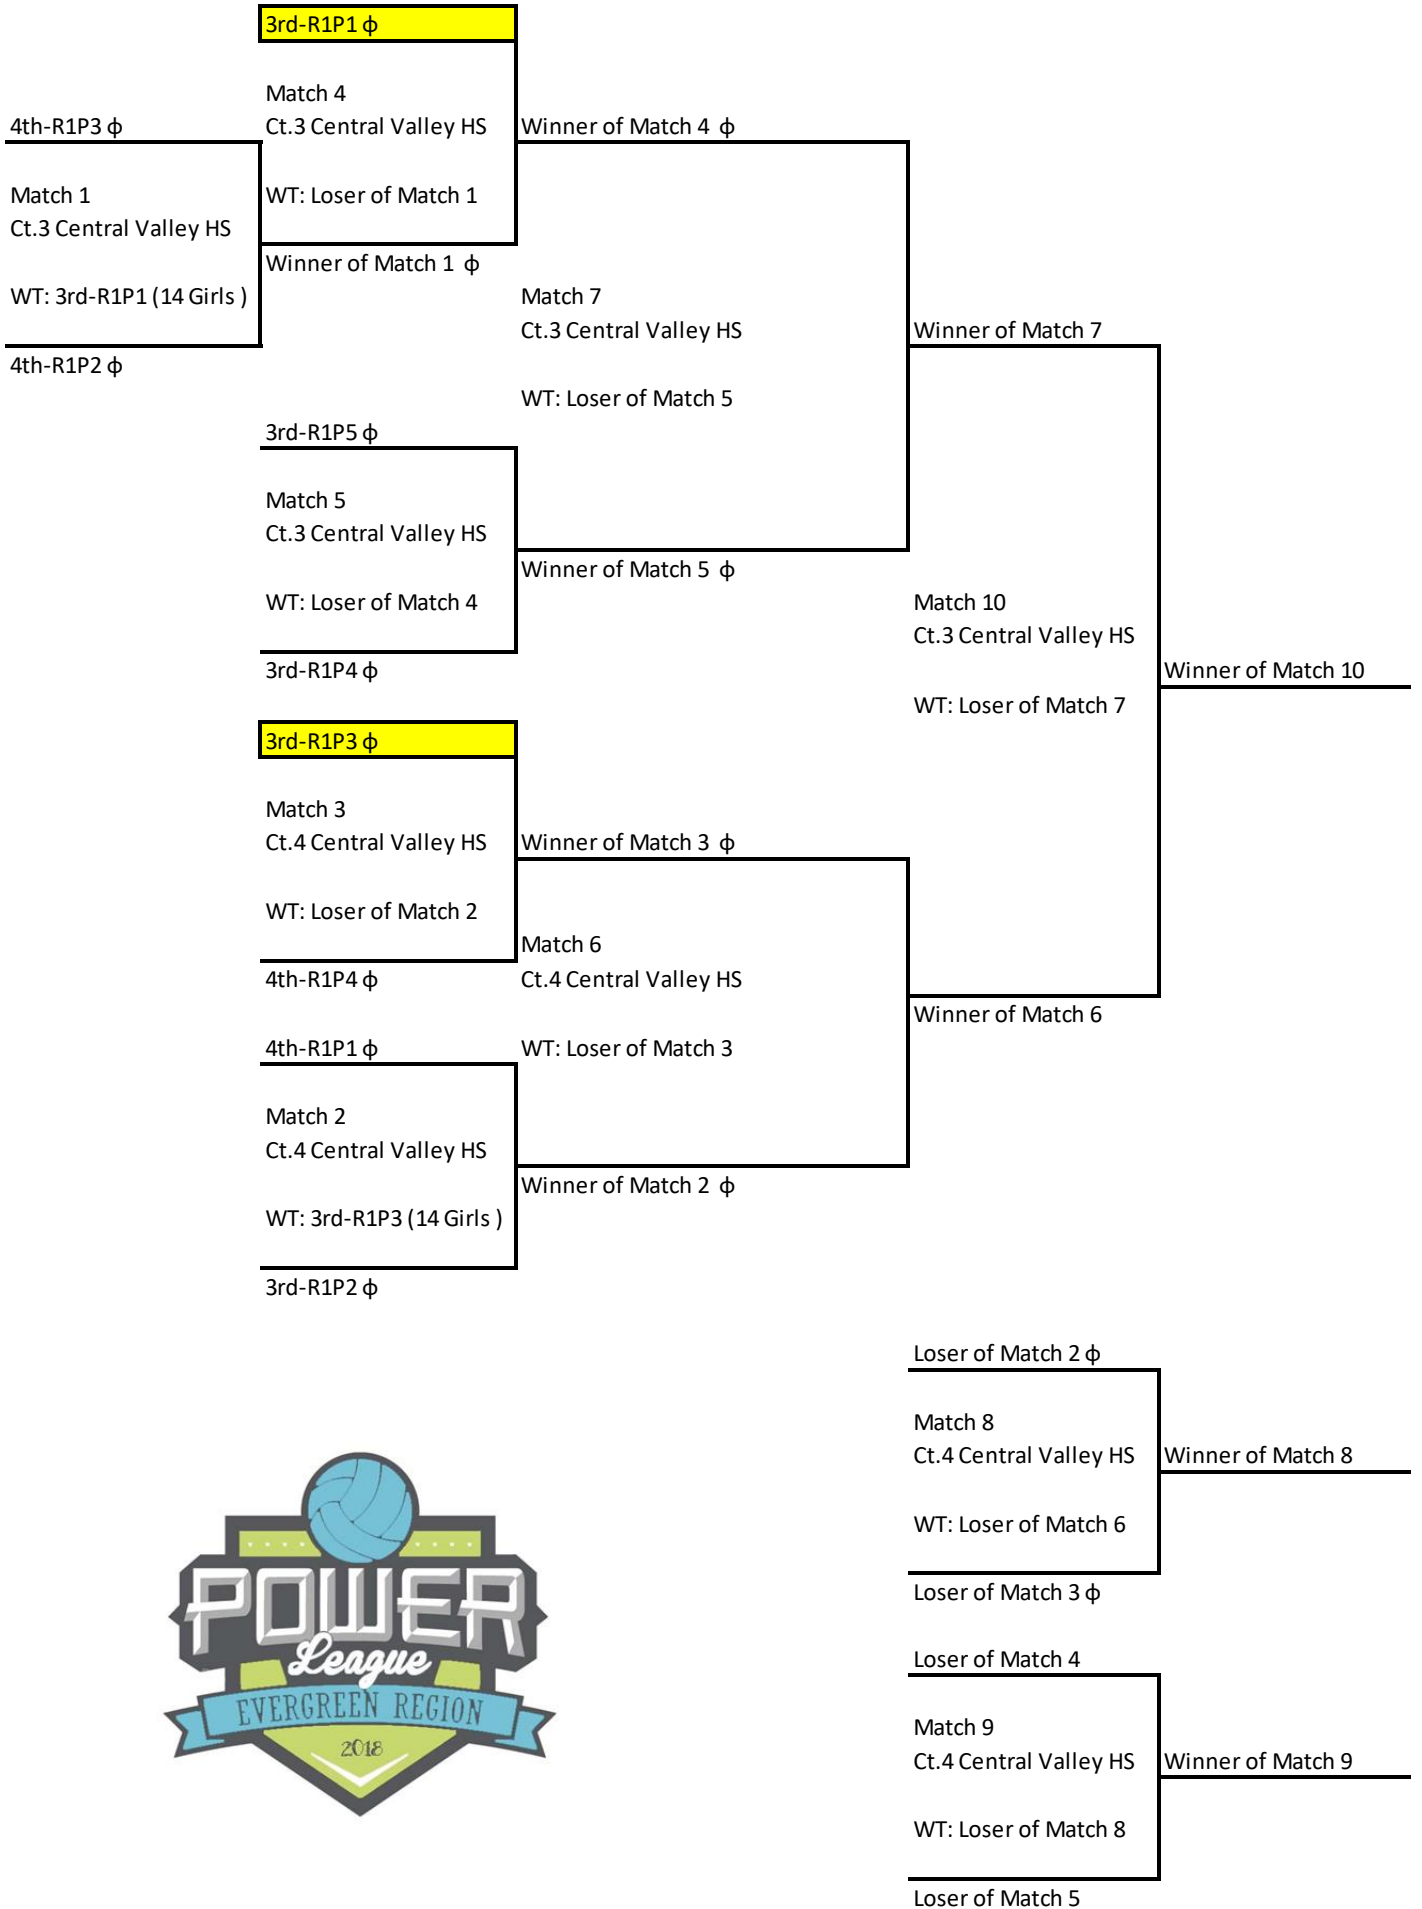 3rd-R1P1 ϕ
Match 4
4th-R1P3 ϕ
Ct.3 Central Valley HS
Winner of Match 4 ϕ
Match 1
WT: Loser of Match 1
Ct.3 Central Valley HS
Winner of Match 1 ϕ
WT: 3rd-R1P1 (14 Girls )
Match 7
Ct.3 Central Valley HS
Winner of Match 7
4th-R1P2 ϕ
WT: Loser of Match 5
3rd-R1P5 ϕ
Match 5
Ct.3 Central Valley HS
Winner of Match 5 ϕ
WT: Loser of Match 4
Match 10
Ct.3 Central Valley HS
3rd-R1P4 ϕ
Winner of Match 10
WT: Loser of Match 7
3rd-R1P3 ϕ
Match 3
Ct.4 Central Valley HS
Winner of Match 3 ϕ
WT: Loser of Match 2
Match 6
4th-R1P4 ϕ
Ct.4 Central Valley HS
Winner of Match 6
4th-R1P1 ϕ
WT: Loser of Match 3
Match 2
Ct.4 Central Valley HS
Winner of Match 2 ϕ
WT: 3rd-R1P3 (14 Girls )
3rd-R1P2 ϕ
Loser of Match 2 ϕ
Match 8
Ct.4 Central Valley HS
Winner of Match 8
WT: Loser of Match 6
Loser of Match 3 ϕ
Loser of Match 4
Match 9
Ct.4 Central Valley HS
Winner of Match 9
WT: Loser of Match 8
Loser of Match 5
POWER
League
EVERGREEN REGION
2018